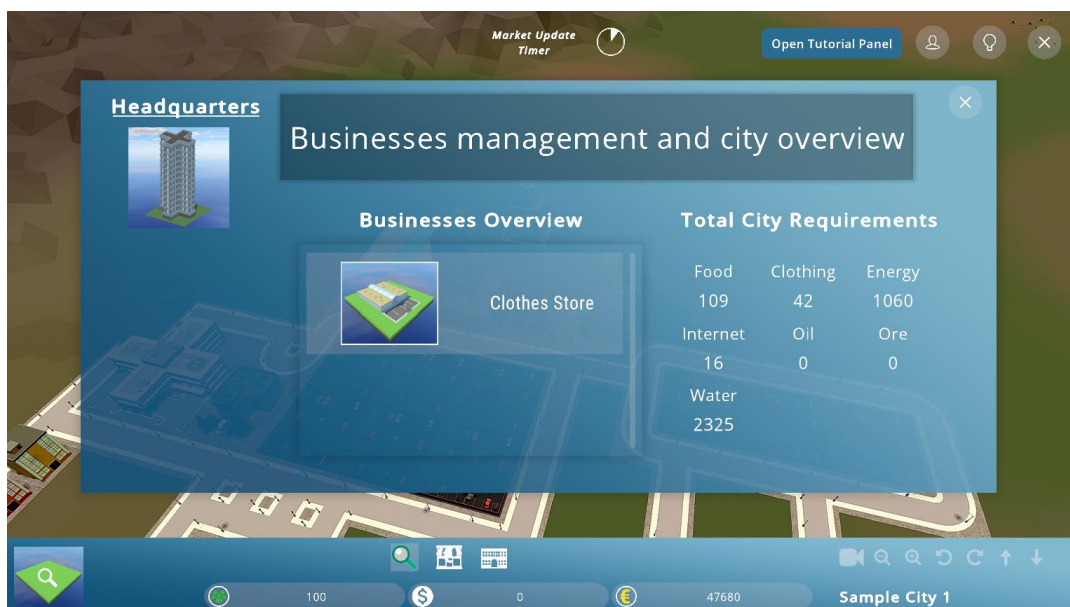 Market Update
Timer
Open Tutorial Panel
Headquarters
Businesses management and city overview
Businesses Overview
Clothes Store
Total City Requirements
Food Clothing Energy
109 42 1060
Internet Oil Ore
16 0 0
Water
2325
100 $ 0 € 47680
Sample City 1